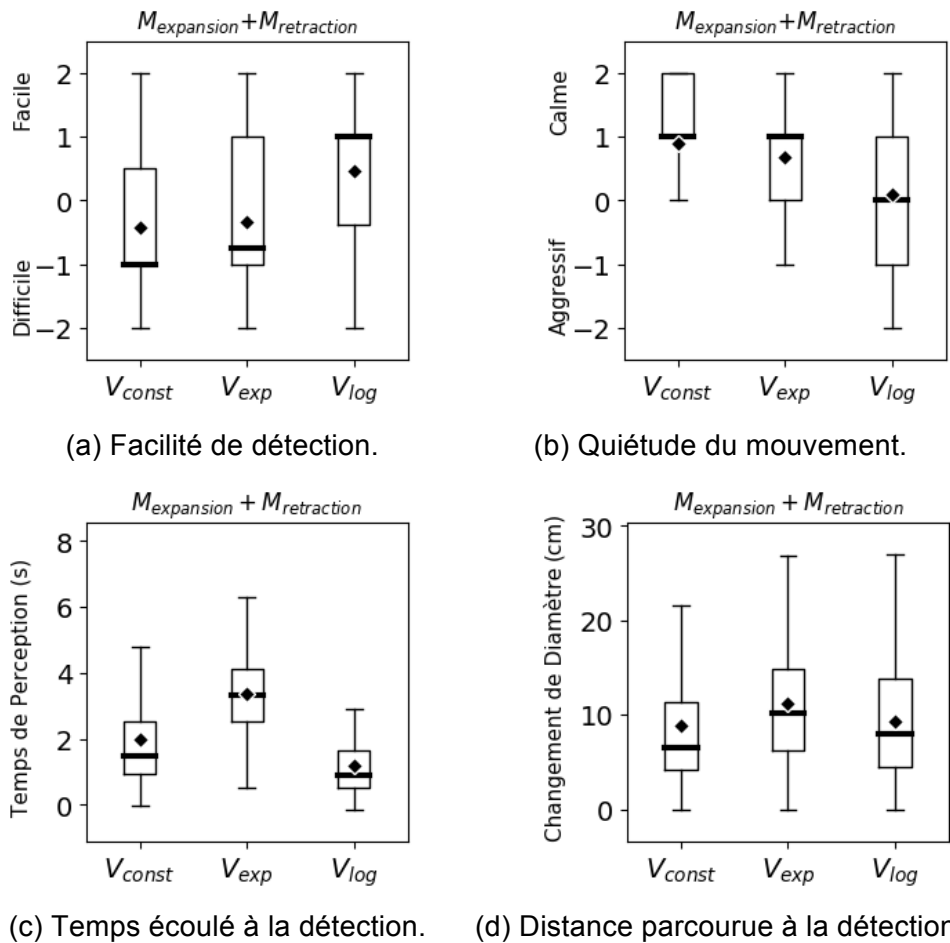 M_expansion+M_retraction
Facile
Difficile
2
1
0
−1
−2
V_const V_exp V_log
(a) Facilité de détection.
M_expansion+M_retraction
Calme
Aggressif
2
1
0
−1
−2
V_const V_exp V_log
(b) Quiétude du mouvement.
M_expansion + M_retraction
Temps de Perception (s)
8
6
4
2
0
V_const V_exp V_log
(c) Temps écoulé à la détection.
M_expansion + M_retraction
Changement de Diamètre (cm)
30
20
10
0
V_const V_exp V_log
(d) Distance parcourue à la détection